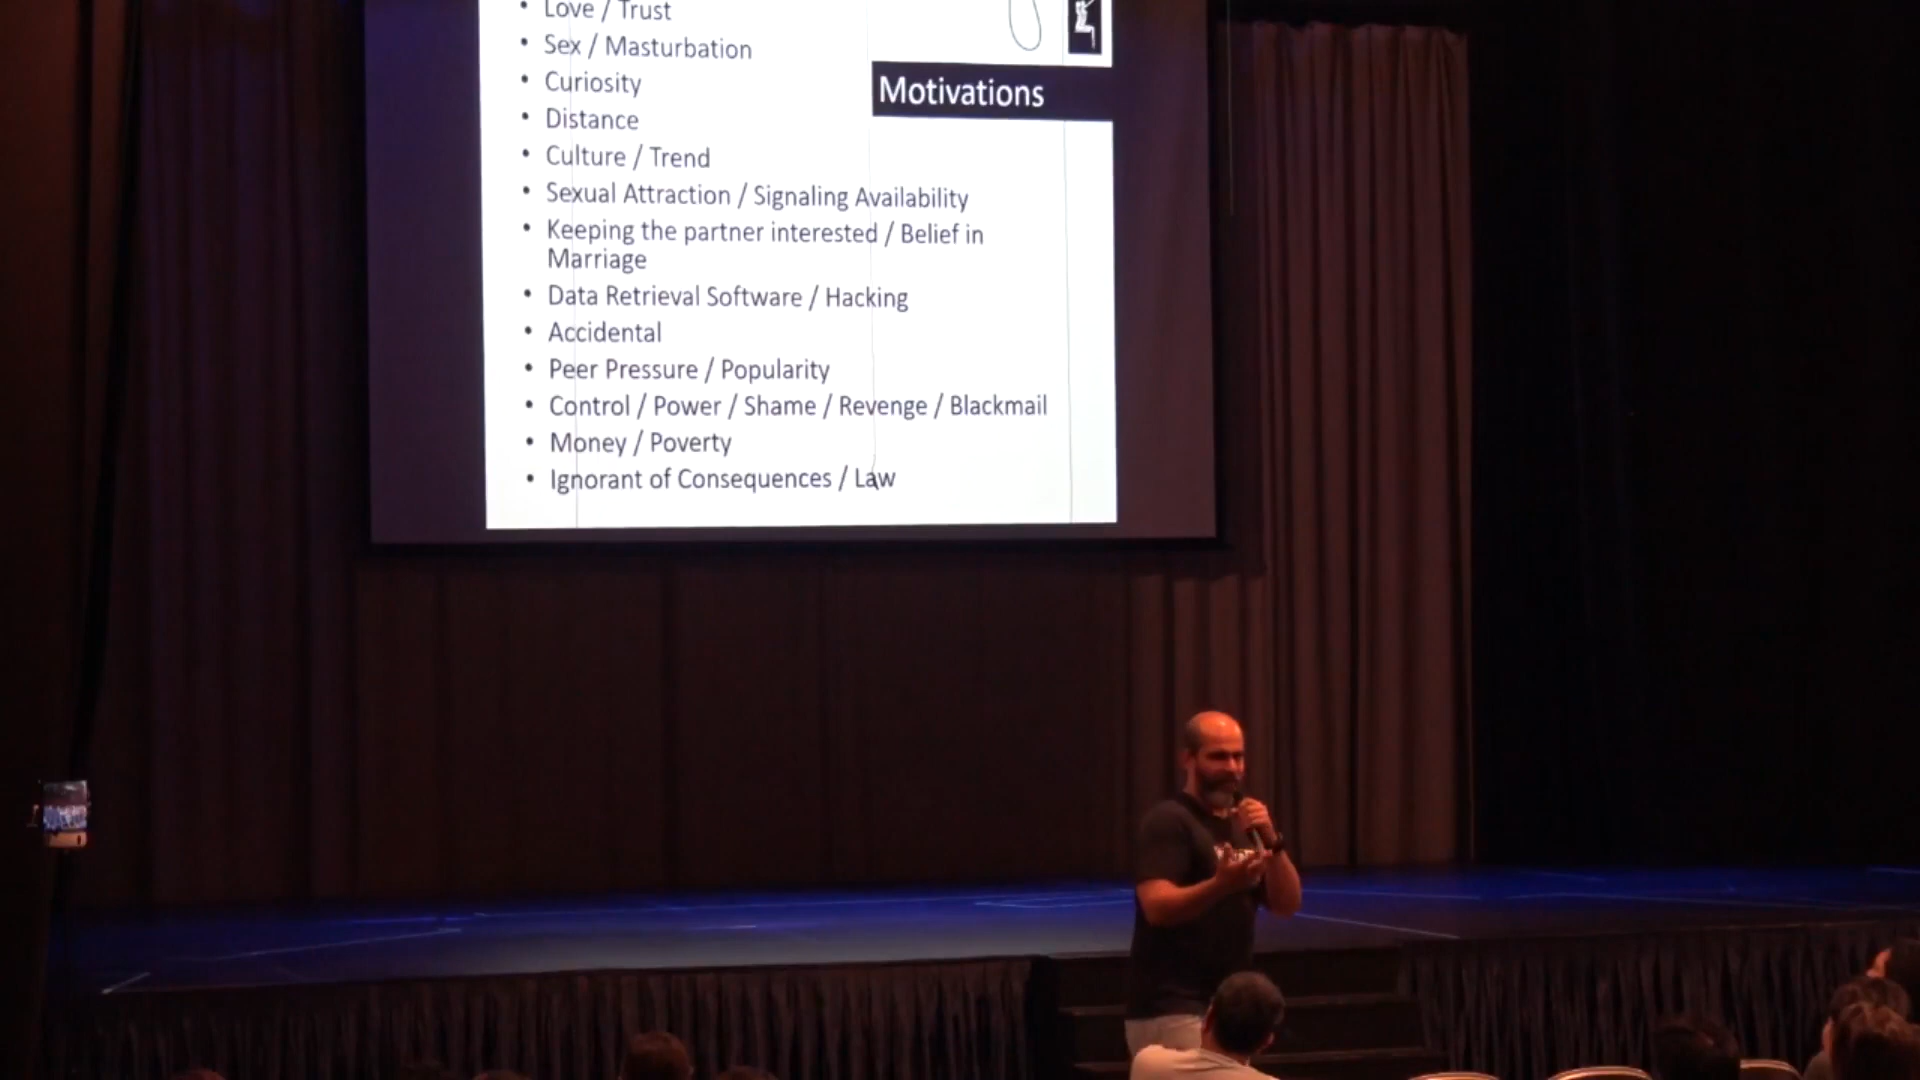 • Love / Trust
• Sex / Masturbation
• Curiosity
Motivations
• Distance
• Culture / Trend
• Sexual Attraction / Signaling Availability
• Keeping the partner interested / Belief in
Marriage
• Data Retrieval Software / Hacking
• Accidental
• Peer Pressure / Popularity
• Control / Power / Shame / Revenge / Blackmail
• Money / Poverty
• Ignorant of Consequences / Law